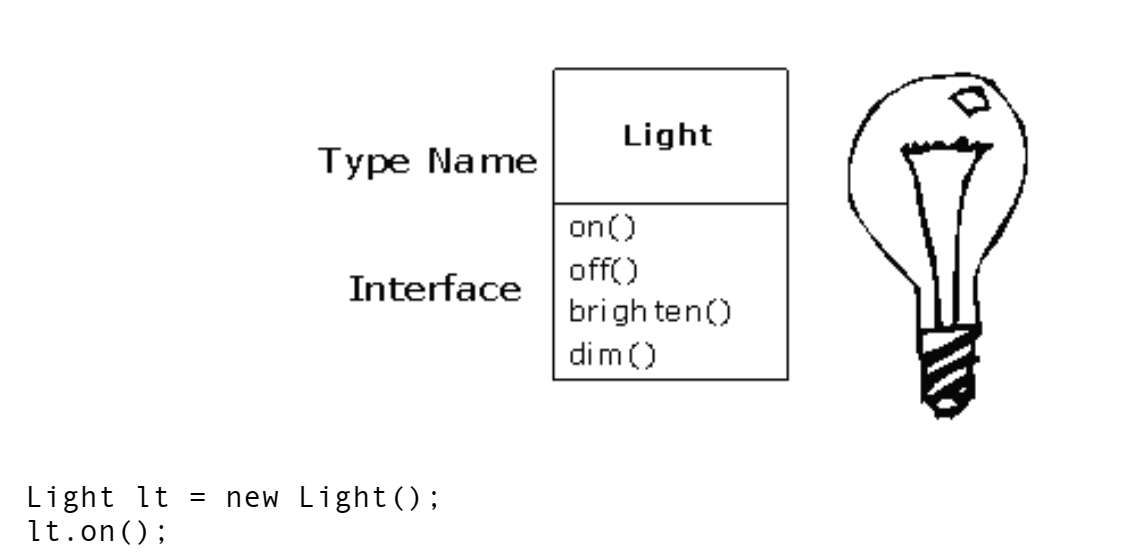 Light
Type Name
on()
off()
Interface
brighten()
dim()
Light lt = new Light();
lt.on();